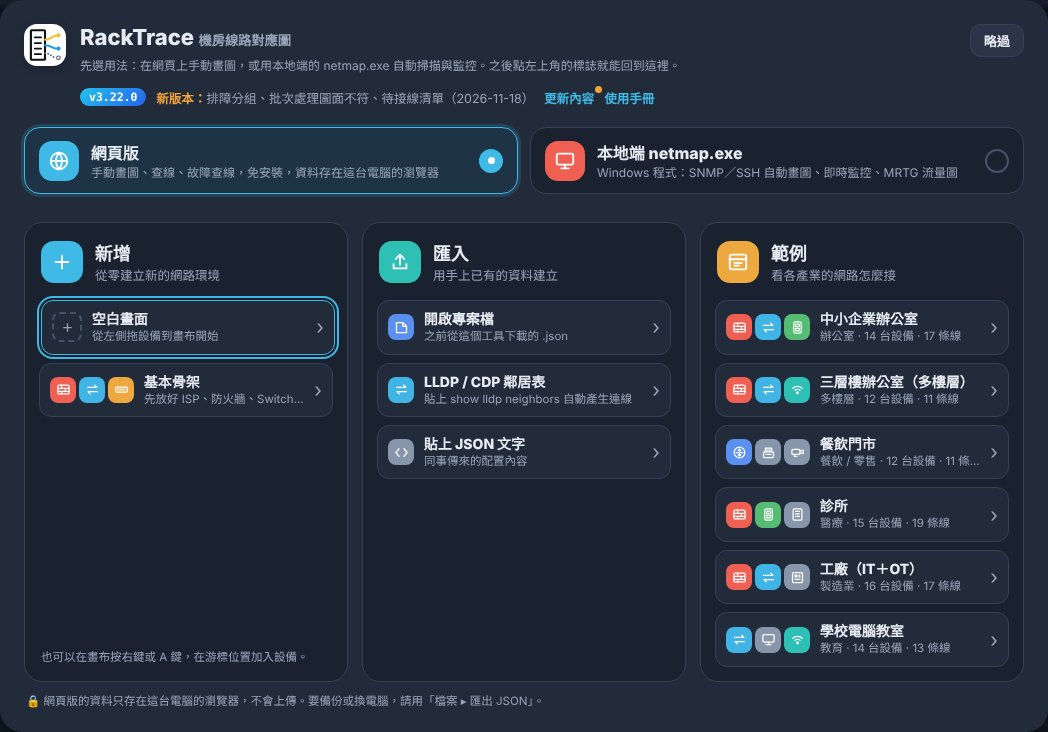 RackTrace 機房線路對應圖
略過
先選用法：在網頁上手動畫圖，或用本地端的 netmap.exe 自動掃描與監控。之後點左上角的標誌就能回到這裡。
v3.22.0 新版本：排障分組、批次處理圖面不符、待接線清單（2026-11-18） 更新內容 使用手冊
網頁版
手動畫圖、查線、故障查線，免安裝，資料存在這台電腦的瀏覽器
本地端 netmap.exe
Windows 程式：SNMP／SSH 自動畫圖、即時監控、MRTG 流量圖
新增
從零建立新的網路環境
空白畫面
從左側拖設備到畫布開始
基本骨架
先放好 ISP、防火牆、Switch...
也可以在畫布按右鍵或 A 鍵，在游標位置加入設備。
匯入
用手上已有的資料建立
開啟專案檔
之前從這個工具下載的 .json
LLDP / CDP 鄰居表
貼上 show lldp neighbors 自動產生連線
貼上 JSON 文字
同事傳來的配置內容
範例
看各產業的網路怎麼接
中小企業辦公室
辦公室 · 14 台設備 · 17 條線
三層樓辦公室（多樓層）
多樓層 · 12 台設備 · 11 條線
餐飲門市
餐飲 / 零售 · 12 台設備 · 11 條...
診所
醫療 · 15 台設備 · 19 條線
工廠（IT＋OT）
製造業 · 16 台設備 · 17 條線
學校電腦教室
教育 · 14 台設備 · 13 條線
🔒 網頁版的資料只存在這台電腦的瀏覽器，不會上傳。要備份或換電腦，請用「檔案 ▸ 匯出 JSON」。